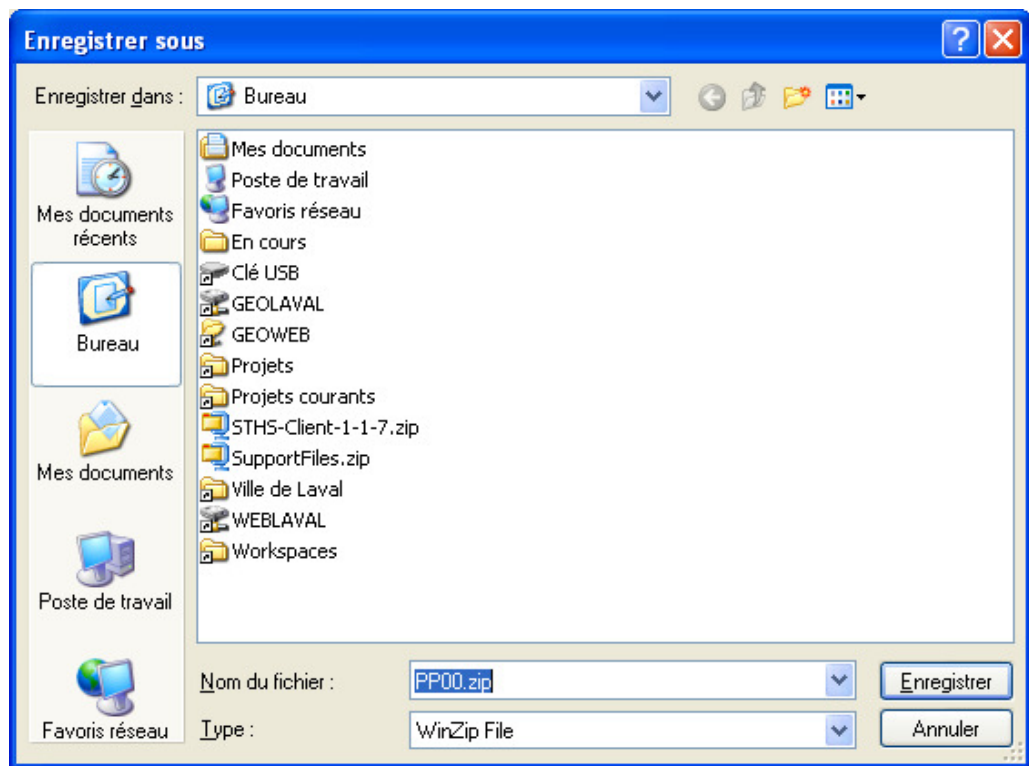 Enregistrer sous
Enregistrer dans :
Bureau
Mes documents
récents
Bureau
Mes documents
Poste de travail
Favoris réseau
Mes documents
Poste de travail
Favoris réseau
En cours
Clé USB
GEOLAVAL
GEOWEB
Projets
Projets courants
STHS-Client-1-1-7.zip
SupportFiles.zip
Ville de Laval
WEBLAVAL
Workspaces
Nom du fichier :
PP00.zip
Enregistrer
Type :
WinZip File
Annuler